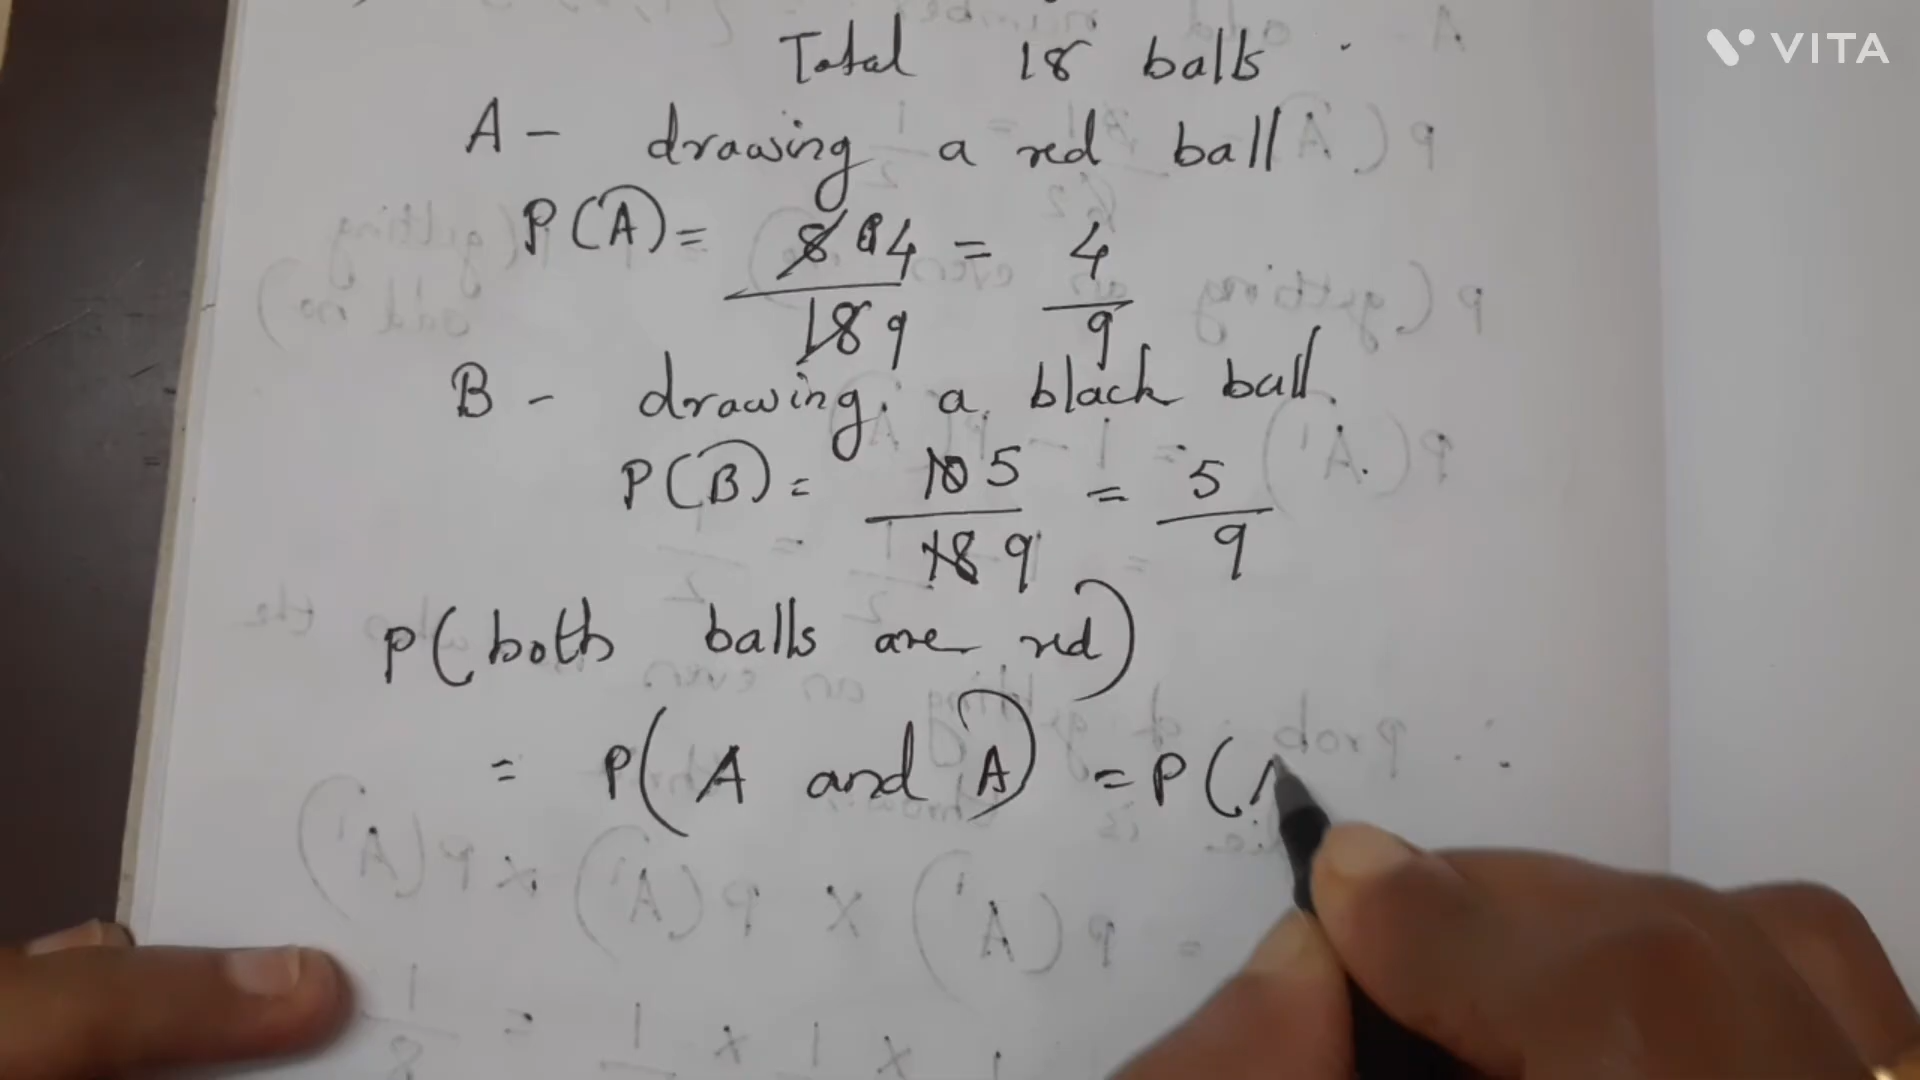 VITA
Total 18 balls
A - drawing a red ball
P(A) = 8 4 / 18 9 = 4 / 9
B - drawing a black ball.
P(B) = 10 5 / 18 9 = 5 / 9
P(both balls are red)
= P(A and A) = P(